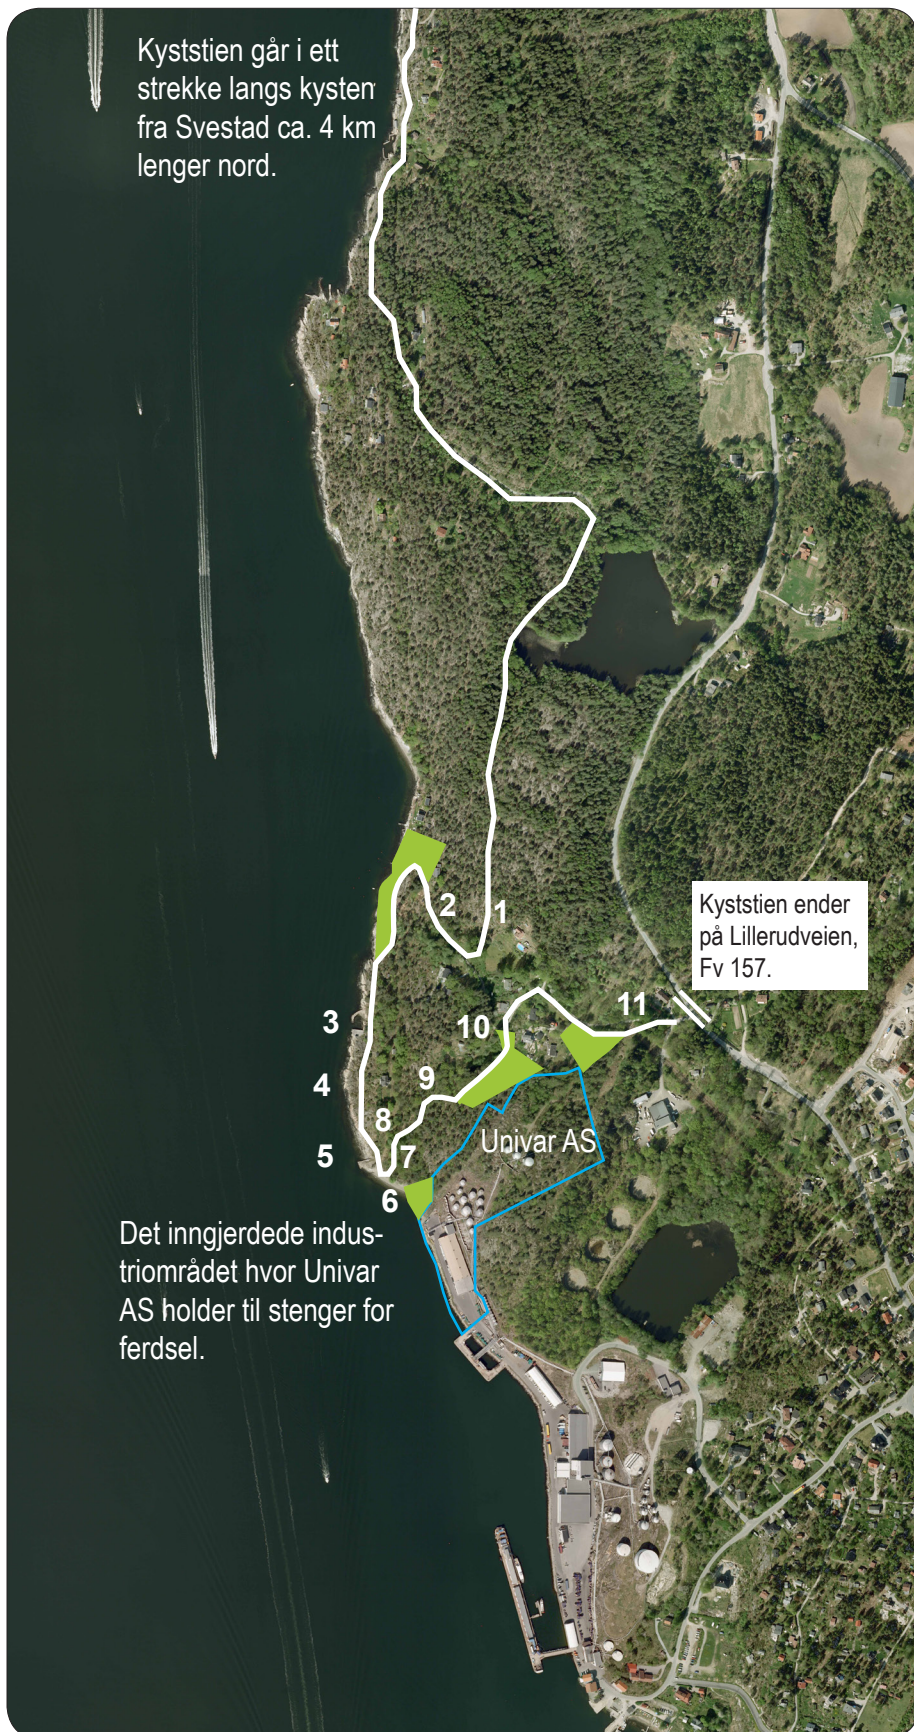 Kyststien går i ett
strekke langs kysten
fra Svestad ca. 4 km
lenger nord.
Kyststien ender
på Lillerudveien,
Fv 157.
2
1
3
10
11
4
9
8
5
7
6
Univar AS
Det inngjerdede indus-
triområdet hvor Univar
AS holder til stenger for
ferdsel.